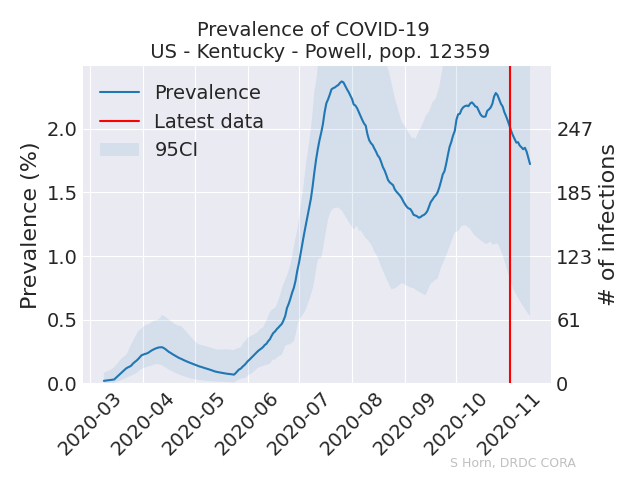 Prevalence of COVID-19
US - Kentucky - Powell, pop. 12359
Prevalence
Latest data
95CI
Prevalence (%)
2.0
1.5
1.0
0.5
0.0
247
185
123
61
0
# of infections
2020-03
2020-04
2020-05
2020-06
2020-07
2020-08
2020-09
2020-10
2020-11
S Horn, DRDC CORA